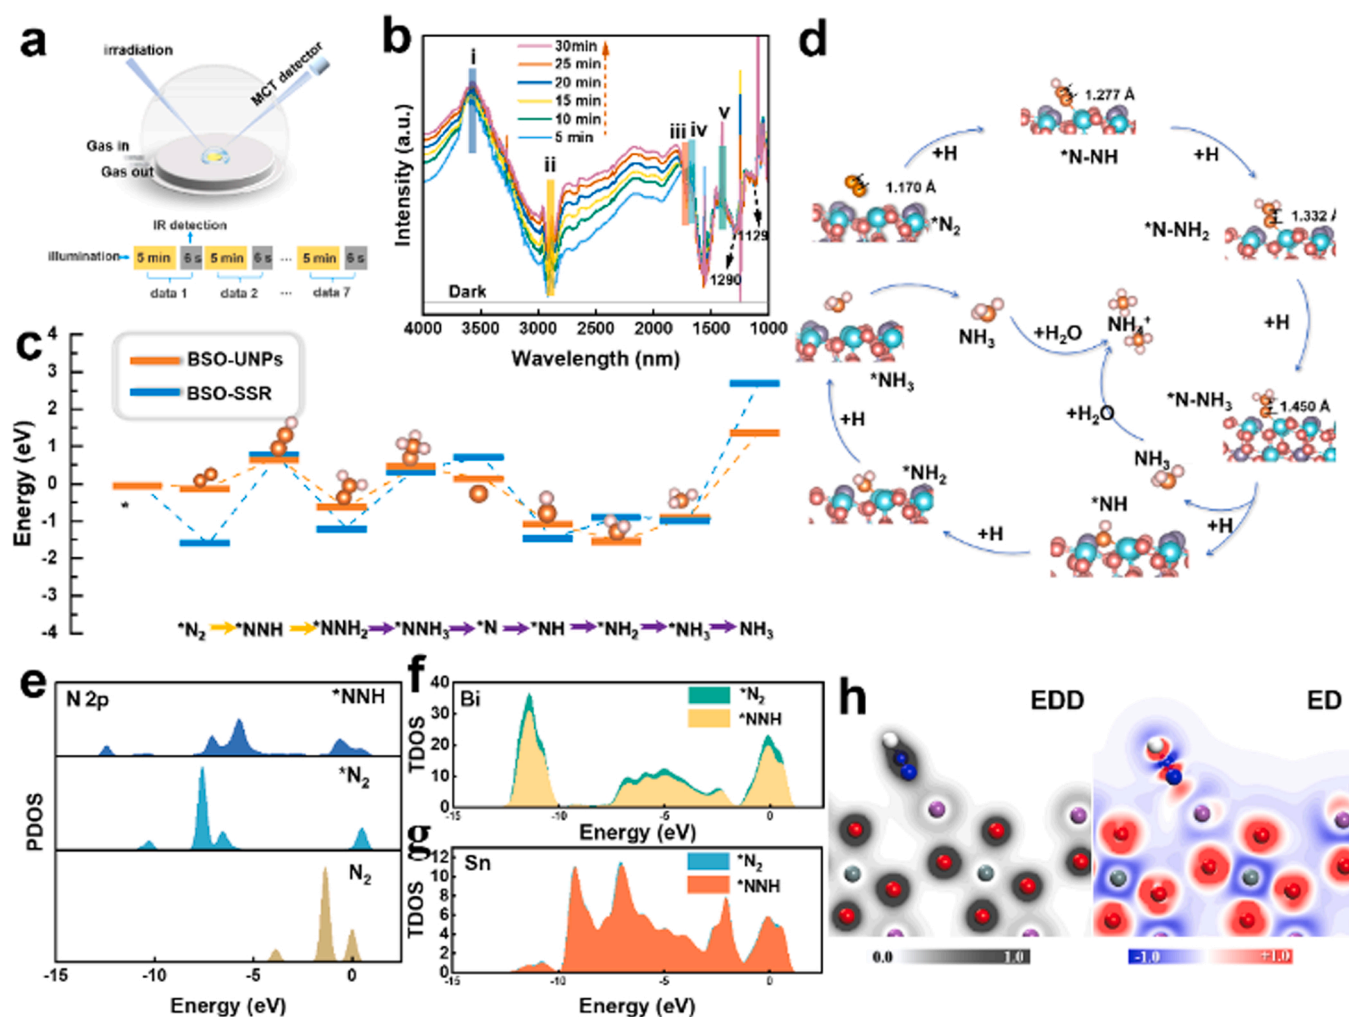 a
irradiation
MCT detector
Gas in
Gas out
IR detection
illumination
5 min 6 s 5 min 6 s ... 5 min 6 s
data 1 data 2 ... data 7
b
Intensity (a.u.)
i
ii
iii
iv
v
30min
25 min
20 min
15 min
10 min
5 min
1129
1290
Dark
4000 3500 3000 2500 2000 1500 1000
Wavelength (nm)
c
Energy (eV)
4
3
2
1
0
-1
-2
-3
-4
BSO-UNPs
BSO-SSR
*
*N₂ *NNH *NNH₂ *NNH₃ *N *NH *NH₂ *NH₃ NH₃
d
1.277 Å
*N-NH
+H
+H
1.170 Å
*N₂
1.332 Å
*N-NH₂
+H
NH₃
+H₂O
NH₄⁺
*NH₃
*N-NH₃
1.450 Å
+H₂O
+H
NH₃
*NH₂
*NH
+H
+H
e
N 2p
*NNH
*N₂
N₂
PDOS
-15 -10 -5 0
Energy (eV)
f
Bi
*N₂
*NNH
TDOS
40
30
20
10
0
-15 -10 -5 0
Energy (eV)
g
Sn
*N₂
*NNH
TDOS
12
10
8
6
4
2
0
-15 -10 -5 0
Energy (eV)
h
EDD
ED
0.0 1.0
-1.0 +1.0